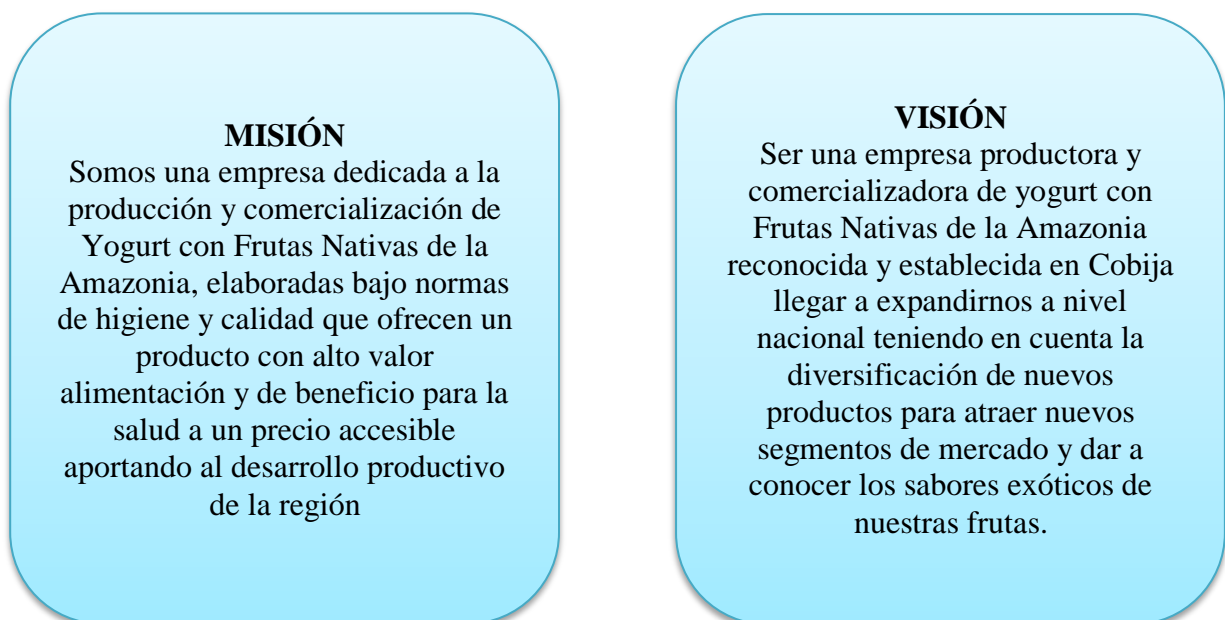 MISIÓN
Somos una empresa dedicada a la
producción y comercialización de
Yogurt con Frutas Nativas de la
Amazonia, elaboradas bajo normas
de higiene y calidad que ofrecen un
producto con alto valor
alimentación y de beneficio para la
salud a un precio accesible
aportando al desarrollo productivo
de la región
VISIÓN
Ser una empresa productora y
comercializadora de yogurt con
Frutas Nativas de la Amazonia
reconocida y establecida en Cobija
llegar a expandirnos a nivel
nacional teniendo en cuenta la
diversificación de nuevos
productos para atraer nuevos
segmentos de mercado y dar a
conocer los sabores exóticos de
nuestras frutas.